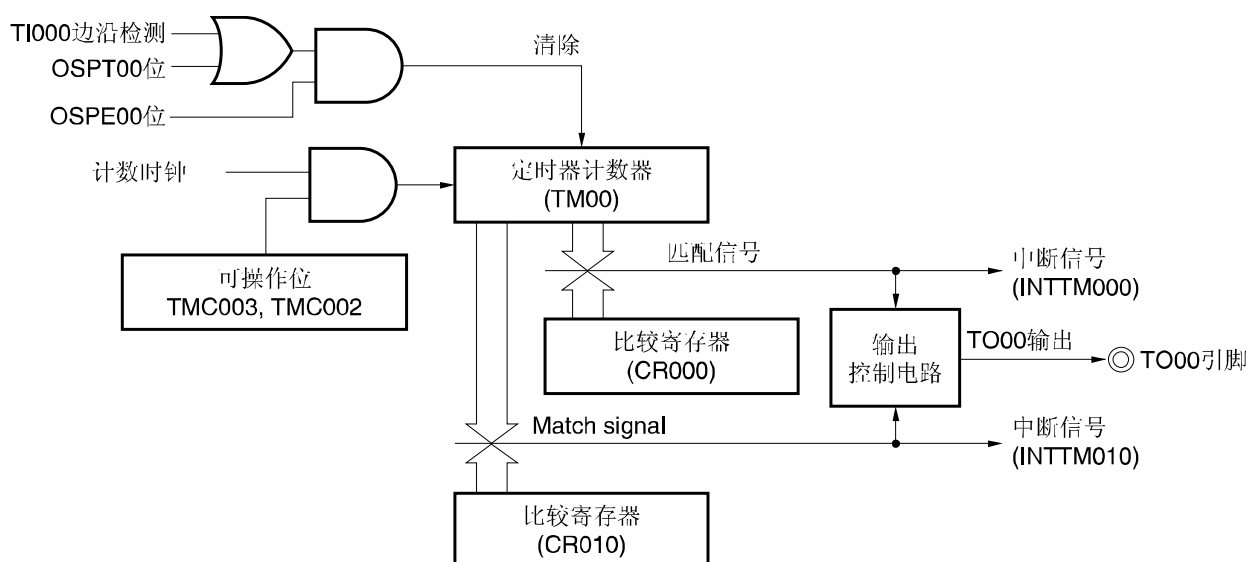 TI000边沿检测
OSPT00位
OSPE00位
清除
计数时钟
定时器计数器
(TM00)
可操作位
TMC003, TMC002
匹配信号
中断信号
(INTTM000)
比较寄存器
(CR000)
输出
控制电路
TO00输出
TO00引脚
Match signal
中断信号
(INTTM010)
比较寄存器
(CR010)